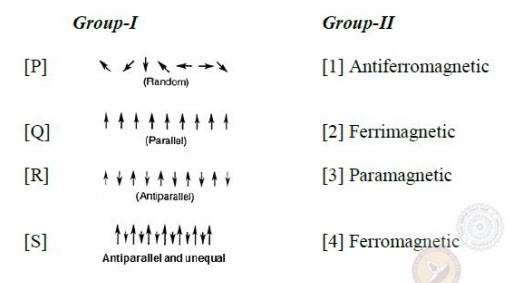 Group-I Group-II
[P] (Random) [1] Antiferromagnetic
[Q] (Parallel) [2] Ferrimagnetic
[R] (Antiparallel) [3] Paramagnetic
[S] Antiparallel and unequal [4] Ferromagnetic